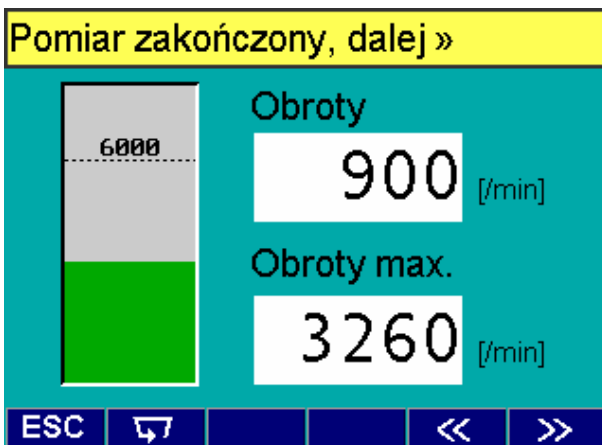 Pomiar zakończony, dalej »
6000
Obroty
900 [/min]
Obroty max.
3260 [/min]
ESC << >>